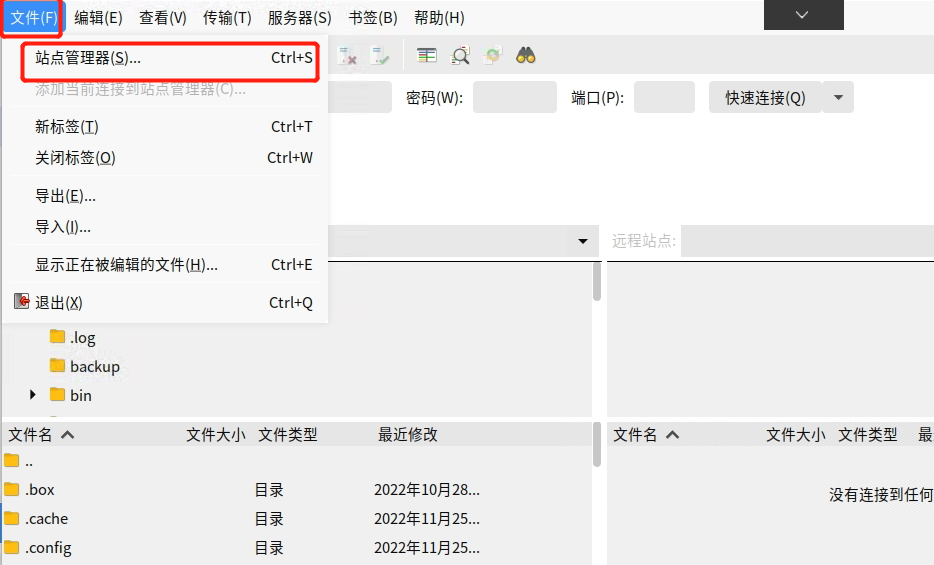 文件(F) 编辑(E) 查看(V) 传输(T) 服务器(S) 书签(B) 帮助(H)
站点管理器(S)... Ctrl+S
添加当前连接到站点管理器(C)...
密码(W): 端口(P): 快速连接(Q)
新标签(T) Ctrl+T
关闭标签(O) Ctrl+W
导出(E)...
导入(I)...
远程站点:
显示正在被编辑的文件(H)... Ctrl+E
退出(X) Ctrl+Q
.log
backup
bin
文件名 文件大小 文件类型 最近修改
..
.box 目录 2022年10月28...
.cache 目录 2022年11月25...
.config 目录 2022年11月25...
文件名 文件大小 文件类型 最
没有连接到任何